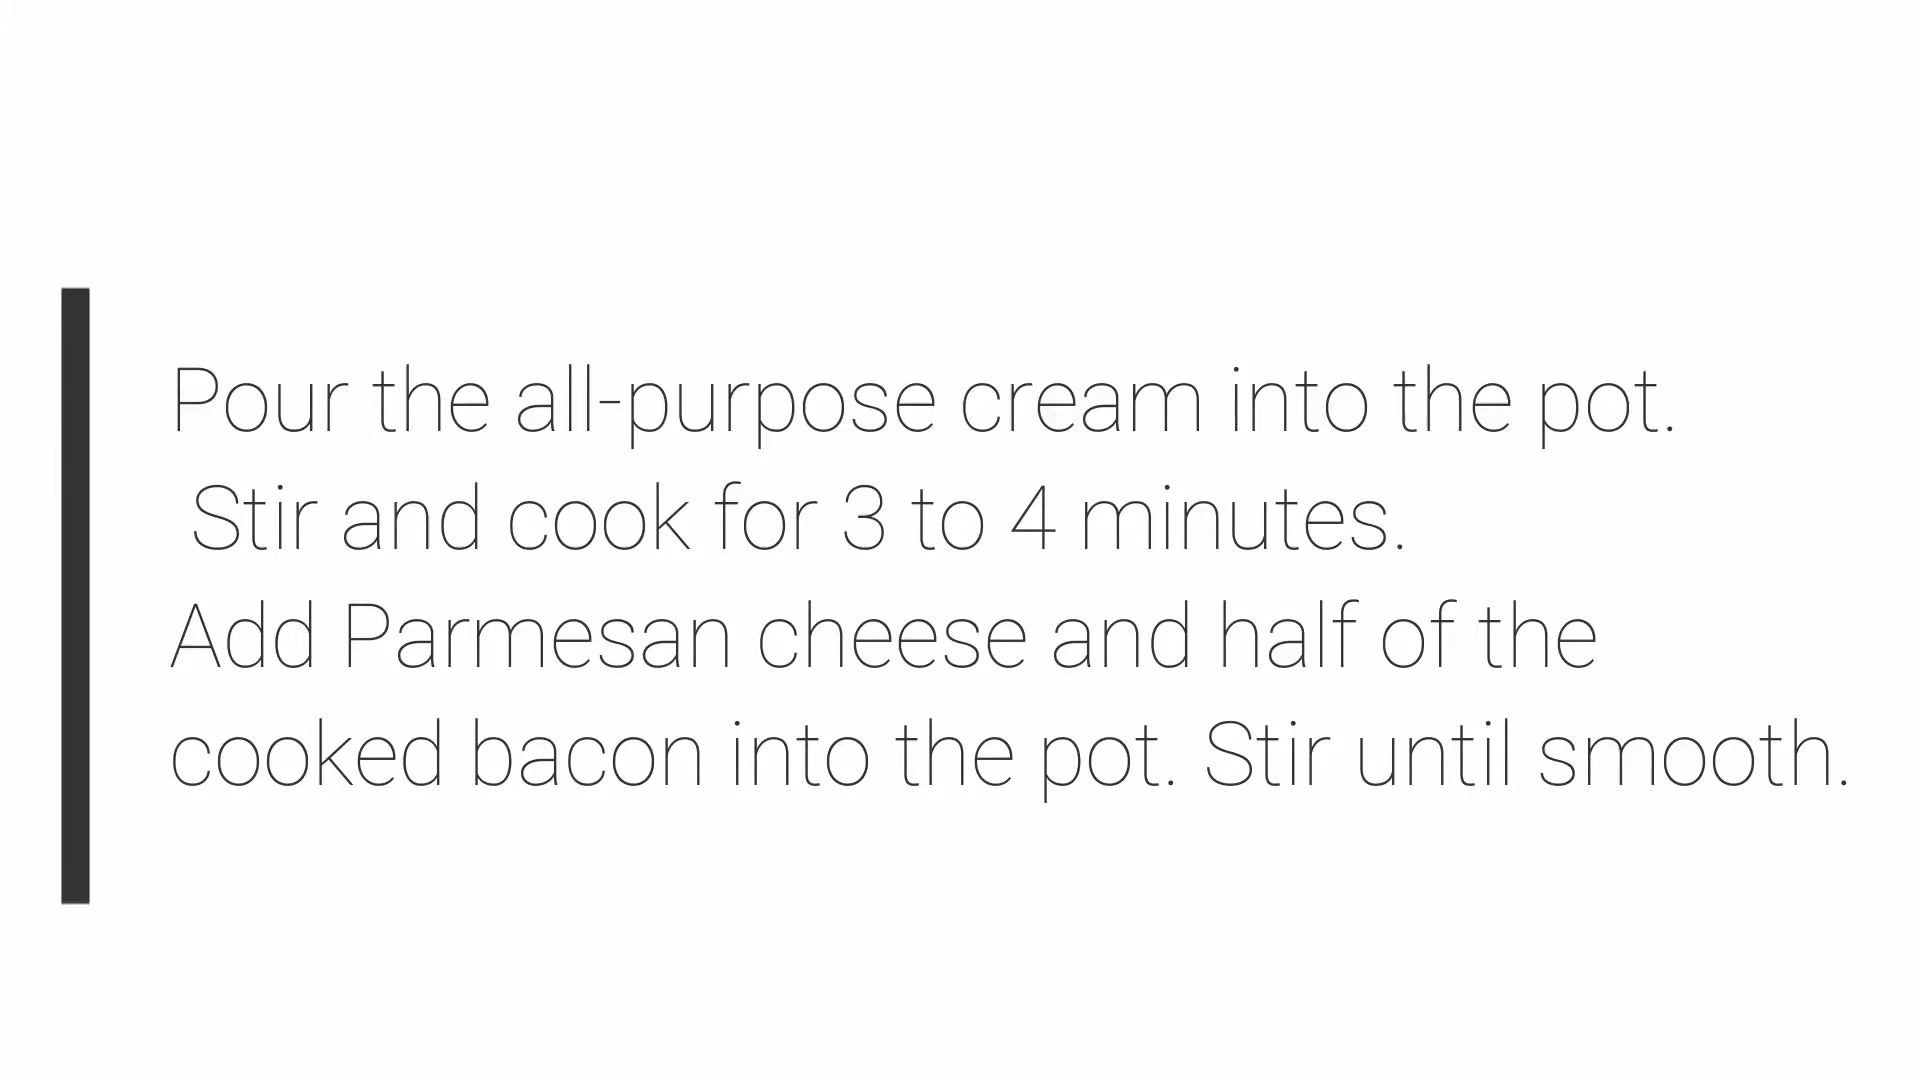 Pour the all-purpose cream into the pot.
Stir and cook for 3 to 4 minutes.
Add Parmesan cheese and half of the
cooked bacon into the pot. Stir until smooth.